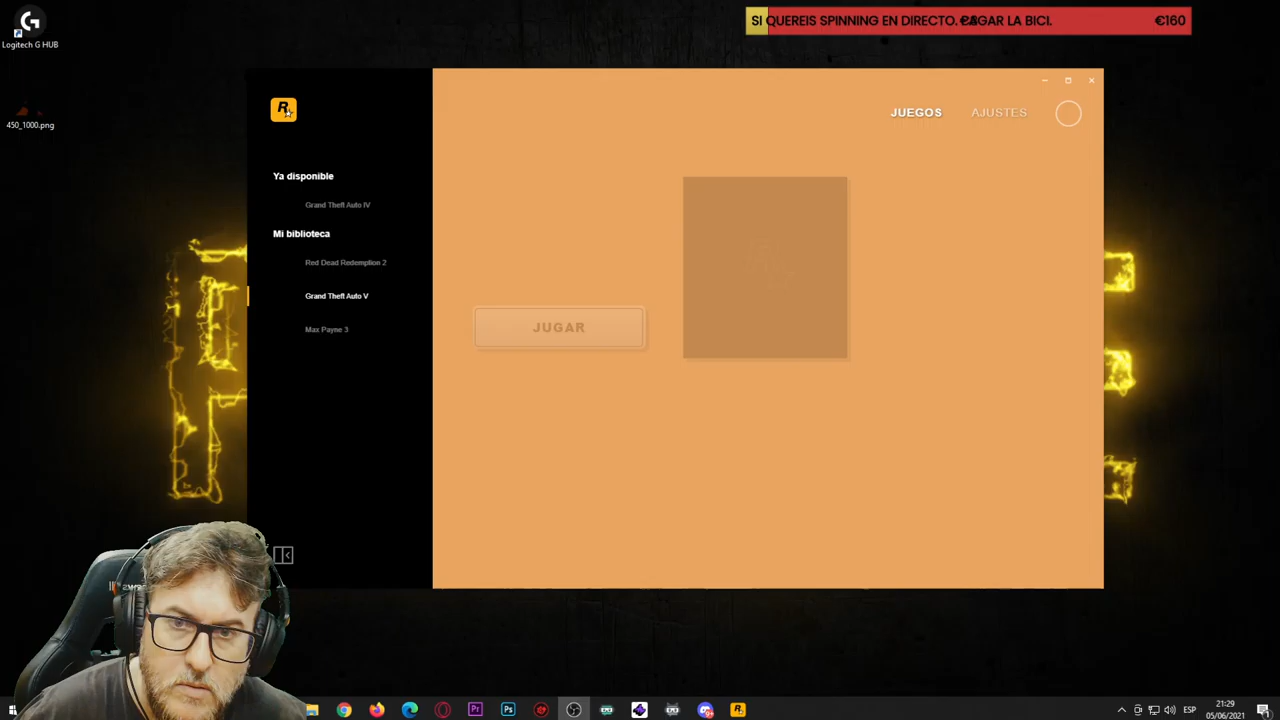 SI QUEREIS SPINNING EN DIRECTO. PAGAR LA BICI.
€160
Logitech G HUB
450_1000.png
JUEGOS
AJUSTES
Ya disponible
Grand Theft Auto IV
Mi biblioteca
Red Dead Redemption 2
Grand Theft Auto V
Max Payne 3
JUGAR
ESP
21:29
05/06/2021